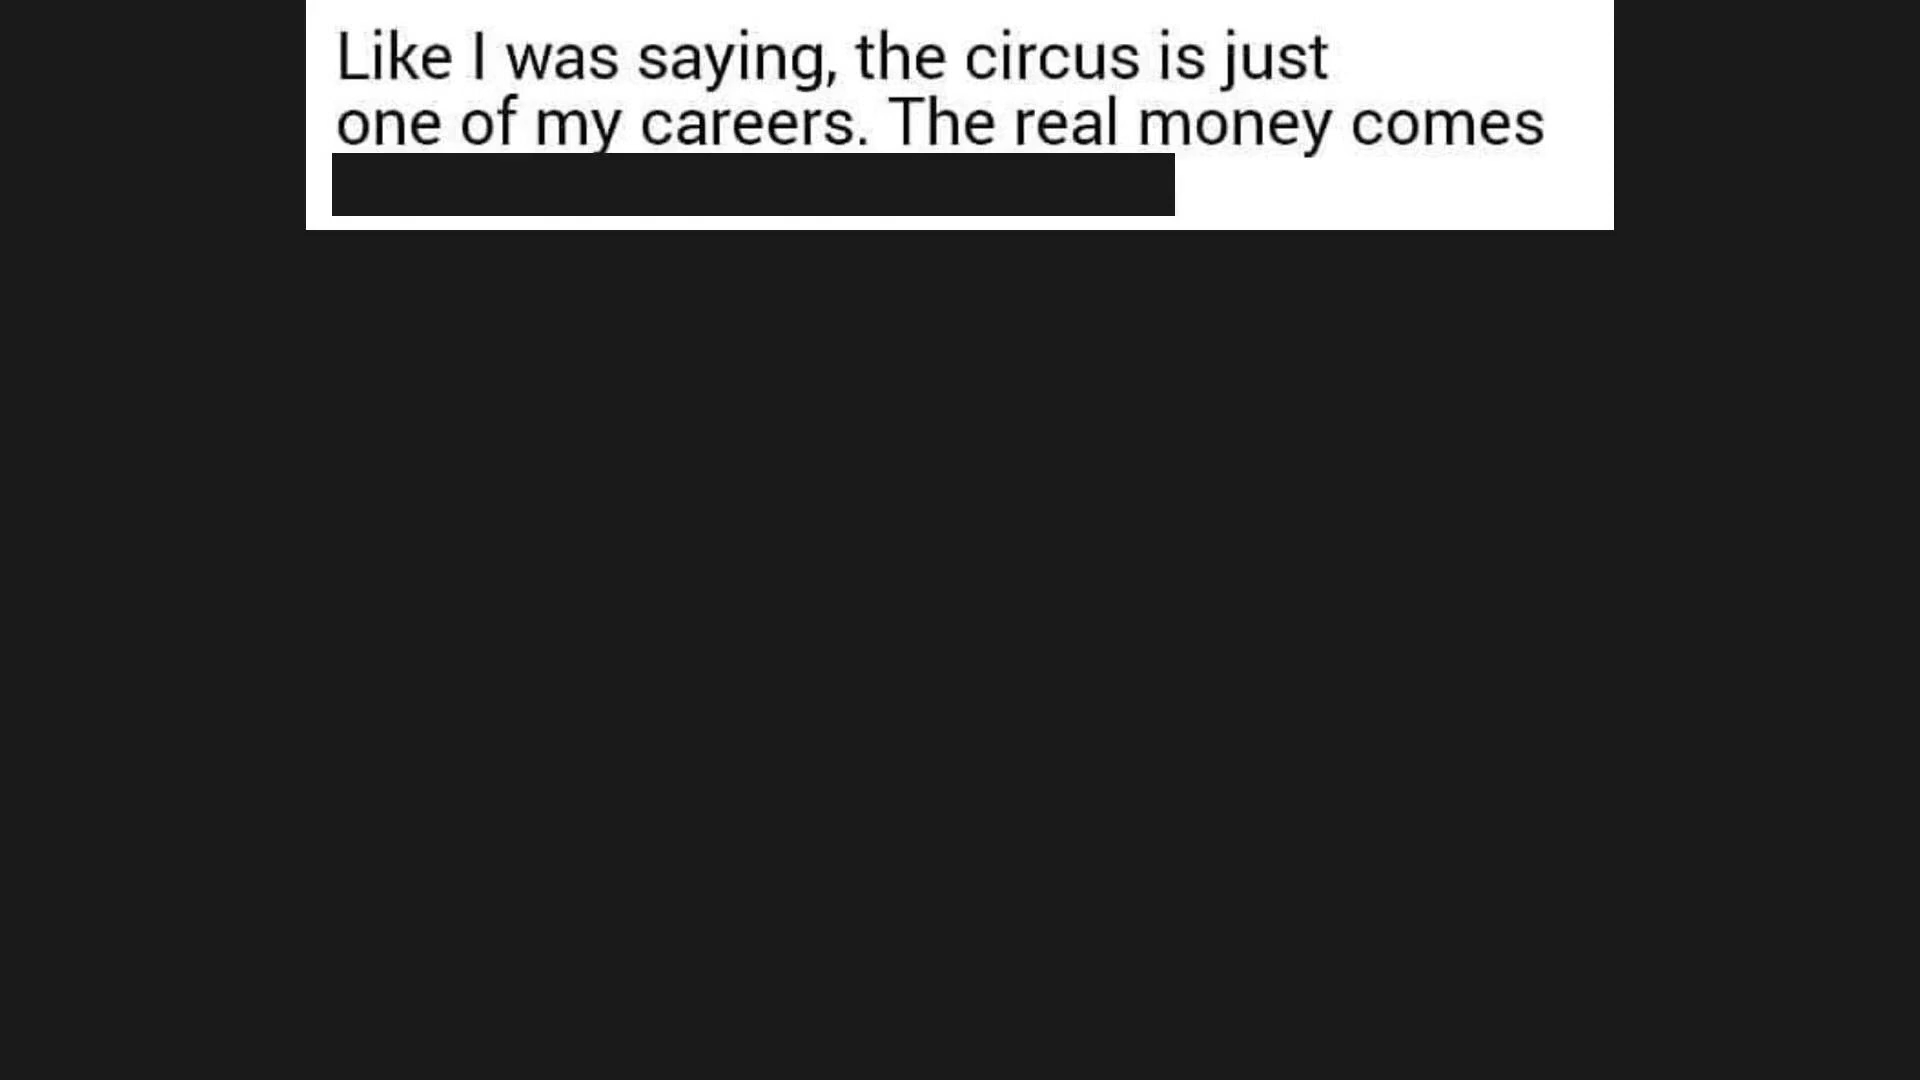 Like I was saying, the circus is just
one of my careers. The real money comes